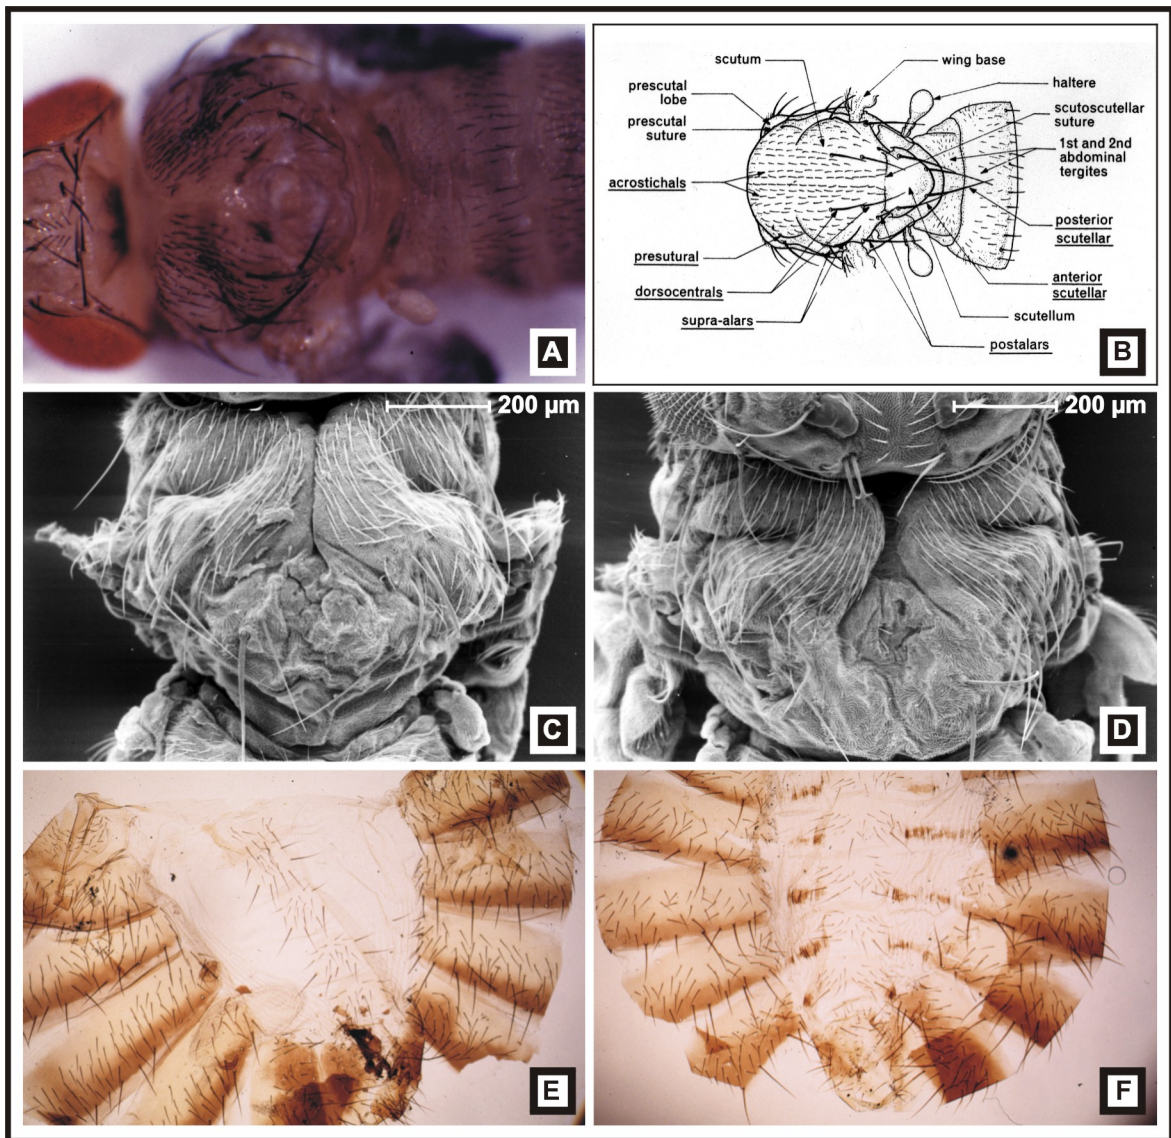 A
scutum
wing base
prescutal
lobe
haltere
prescutal
suture
scutoscutellar
suture
1st and 2nd
abdominal
tergites
acrostichals
posterior
scutellar
presutural
anterior
scutellar
dorsocentrals
scutellum
supra-alars
postalars
B
200 µm
C
200 µm
D
E
F